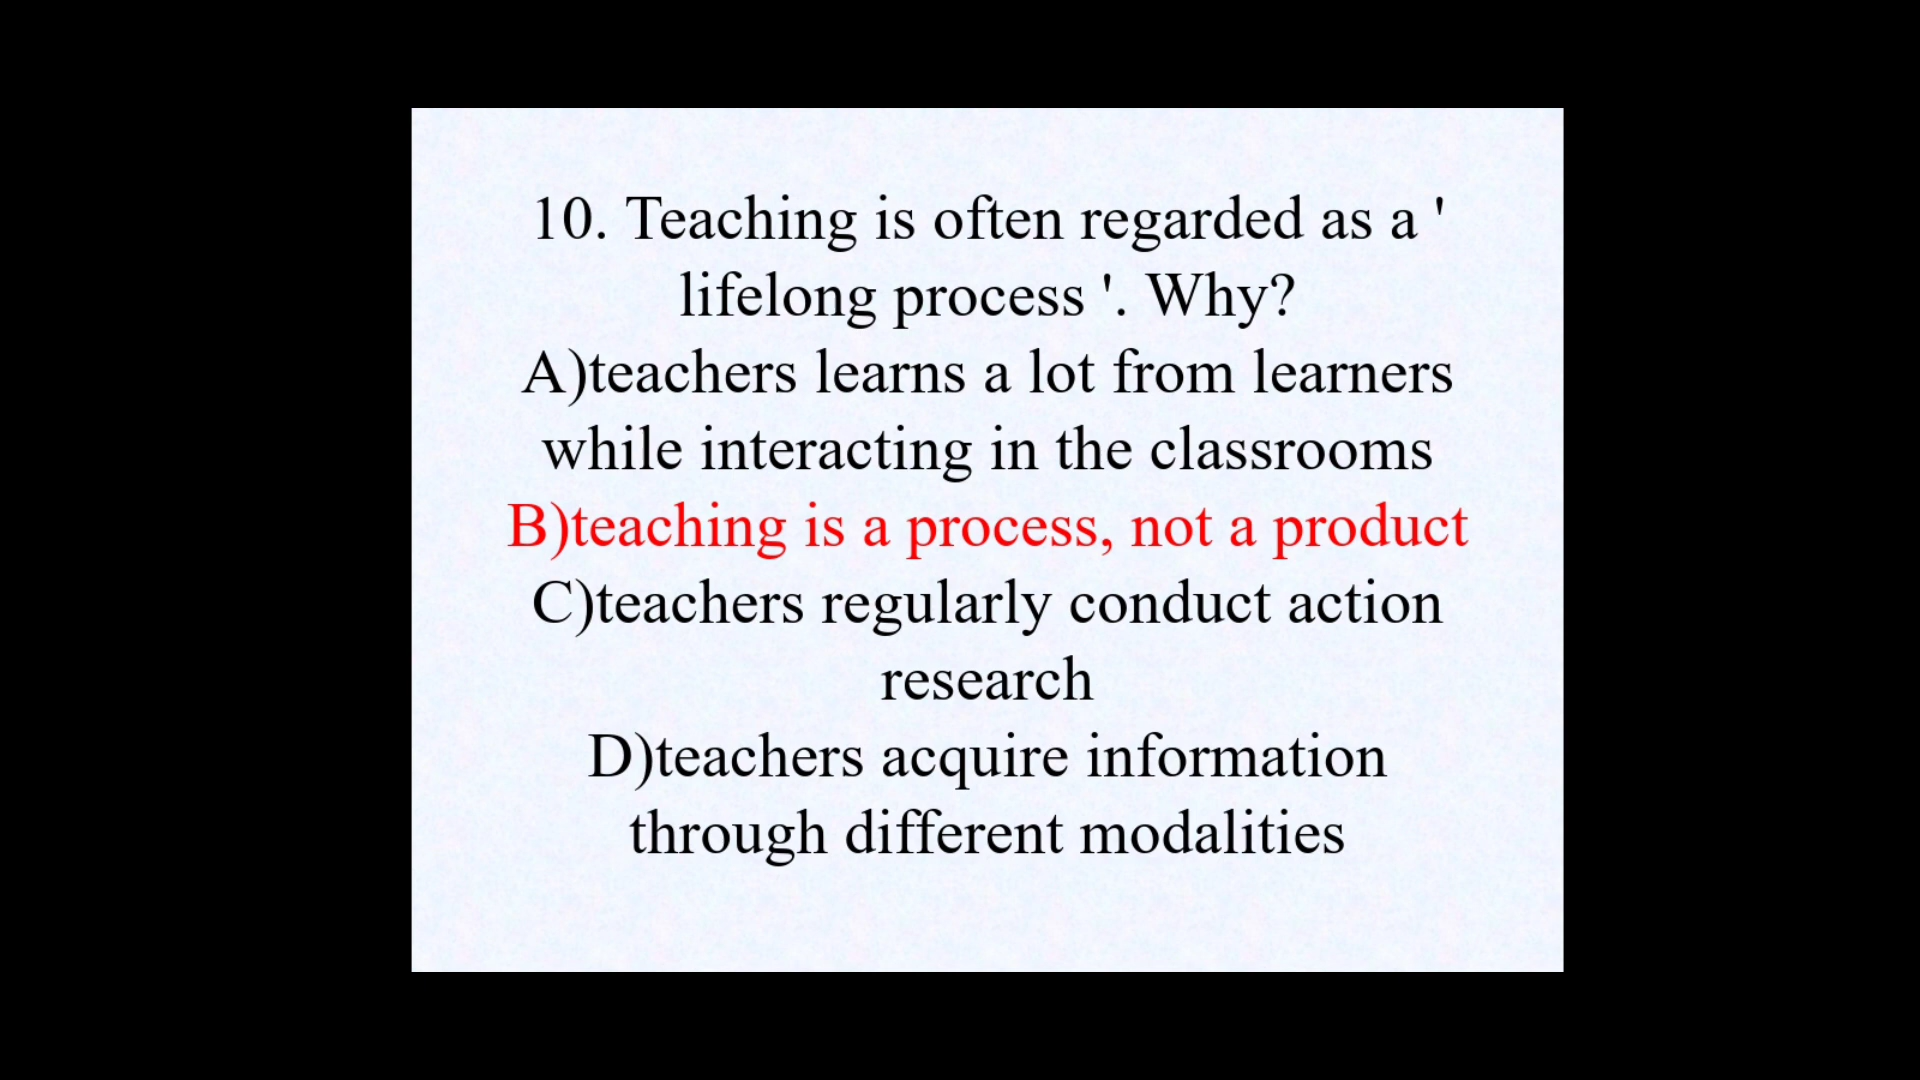 10. Teaching is often regarded as a '
lifelong process '. Why?
A)teachers learns a lot from learners
while interacting in the classrooms
B)teaching is a process, not a product
C)teachers regularly conduct action
research
D)teachers acquire information
through different modalities